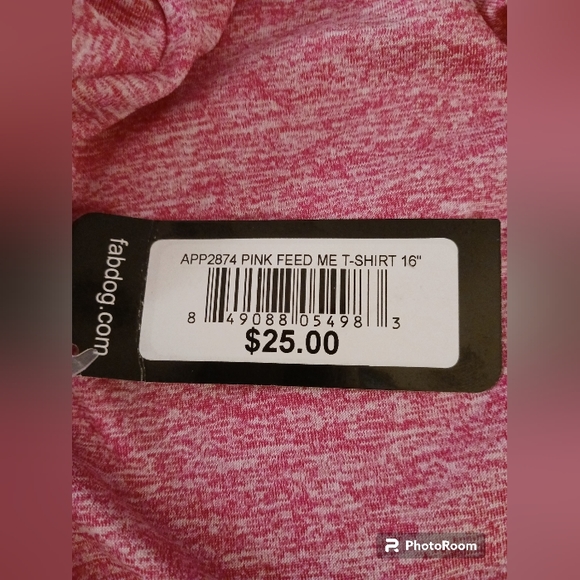 fabdog.com
APP2874 PINK FEED ME T-SHIRT 16"
8 49088 05498 3
$25.00
PhotoRoom